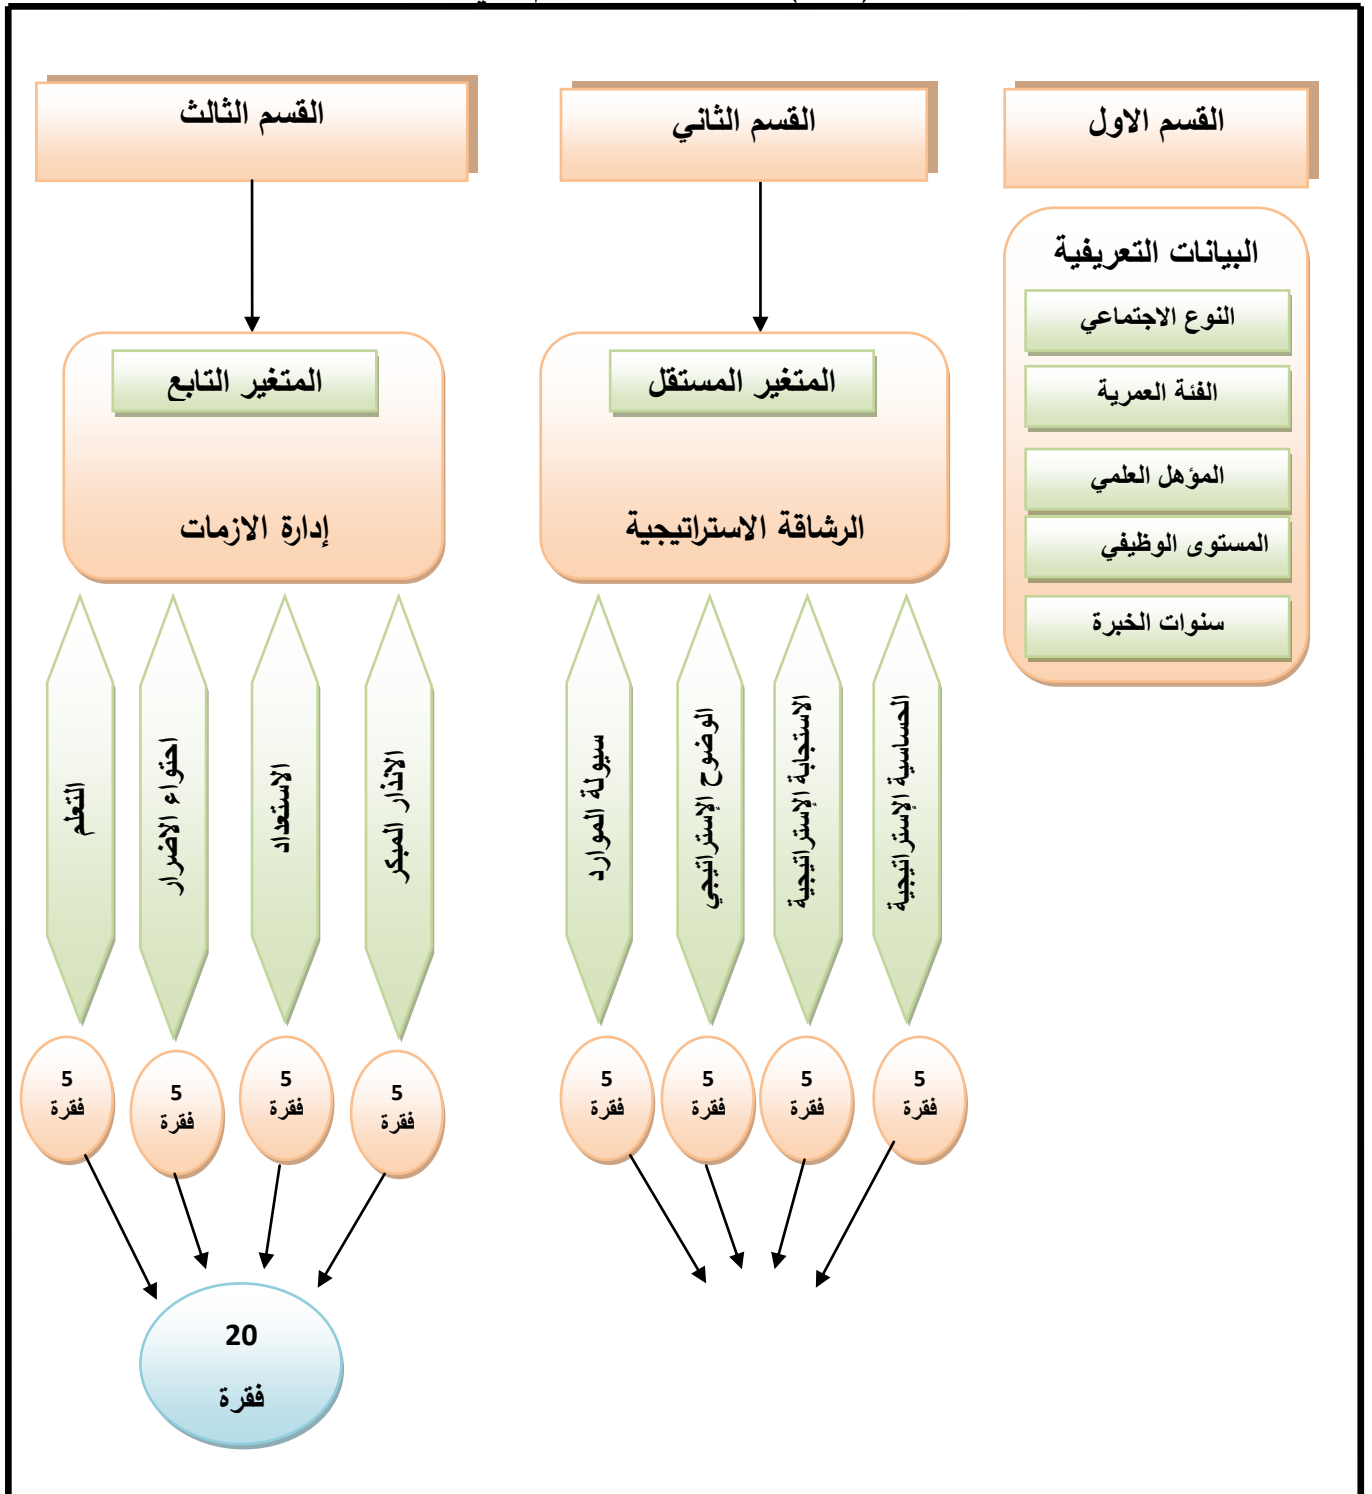 القسم الاول
القسم الثاني
القسم الثالث
البيانات التعريفية
النوع الاجتماعي
الفئة العمرية
المؤهل العلمي
المستوى الوظيفي
سنوات الخبرة
المتغير المستقل
الرشاقة الاستراتيجية
المتغير التابع
إدارة الازمات
الحساسية الإستراتيجية
الاستجابة الإستراتيجية
الوضوح الإستراتيجي
سيولة الموارد
الانذار المبكر
الاستعداد
احتواء الاضرار
التعلم
5
فقرة
5
فقرة
5
فقرة
5
فقرة
5
فقرة
5
فقرة
5
فقرة
5
فقرة
20
فقرة